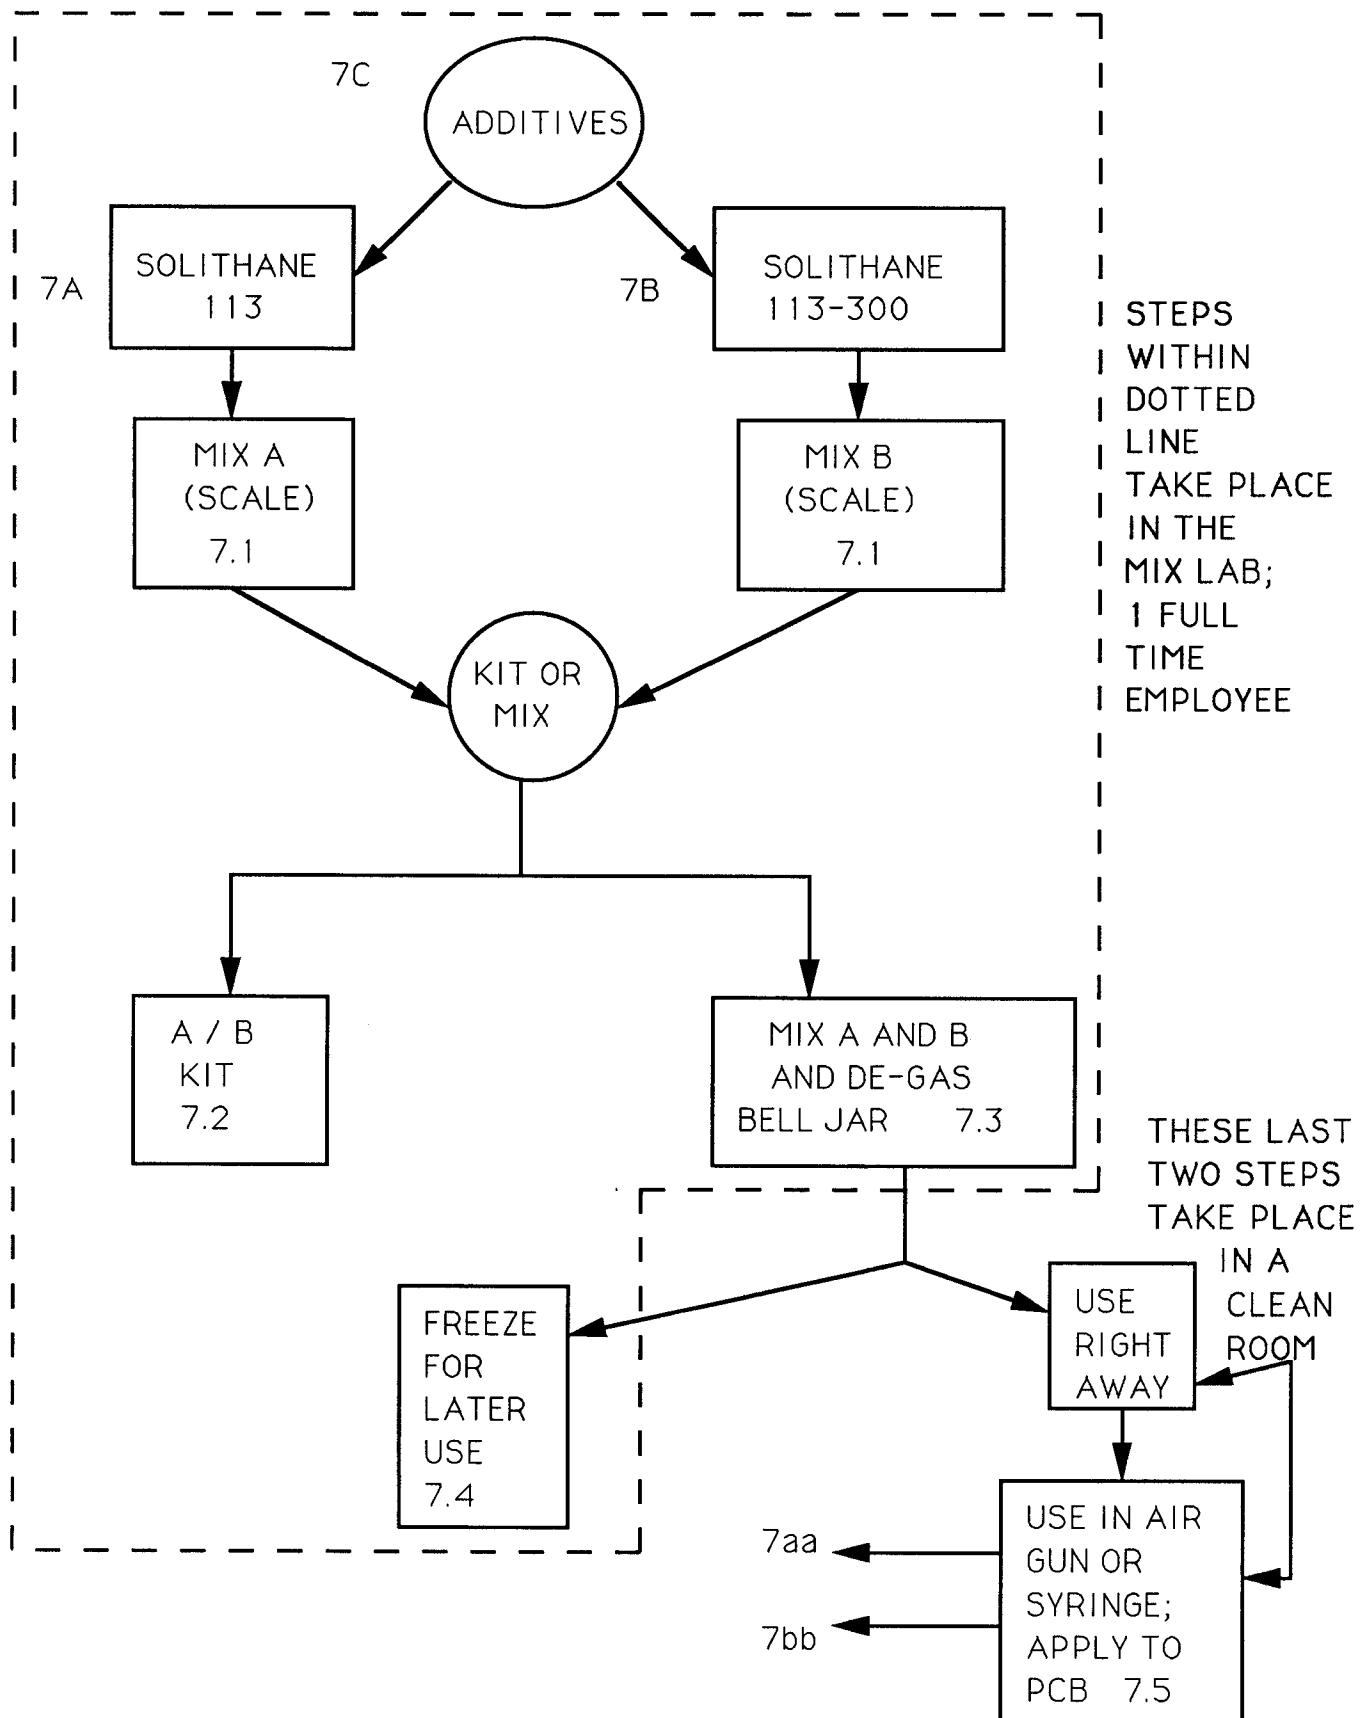 7C
ADDITIVES
7A
SOLITHANE
113
7B
SOLITHANE
113-300
MIX A
(SCALE)
7.1
MIX B
(SCALE)
7.1
STEPS
WITHIN
DOTTED
LINE
TAKE PLACE
IN THE
MIX LAB;
1 FULL
TIME
EMPLOYEE
KIT OR
MIX
A / B
KIT
7.2
MIX A AND B
AND DE-GAS
BELL JAR 7.3
THESE LAST
TWO STEPS
TAKE PLACE
IN A
CLEAN
ROOM
FREEZE
FOR
LATER
USE
7.4
USE
RIGHT
AWAY
USE IN AIR
GUN OR
SYRINGE;
APPLY TO
PCB 7.5
7aa
7bb